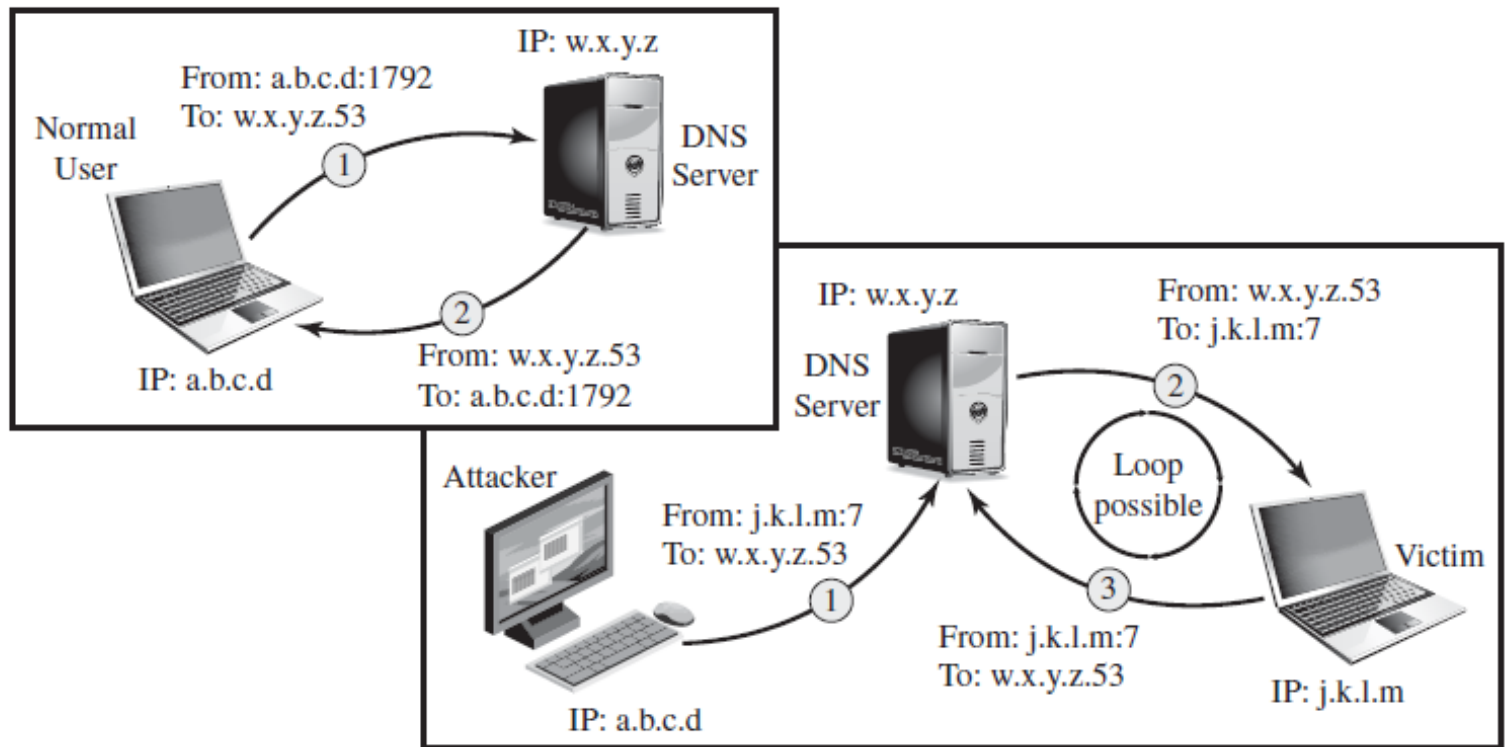 IP: w.x.y.z
From: a.b.c.d:1792
To: w.x.y.z.53
Normal
User
1
DNS
Server
2
From: w.x.y.z.53
To: a.b.c.d:1792
IP: a.b.c.d
IP: w.x.y.z
From: w.x.y.z.53
To: j.k.l.m:7
DNS
Server
2
Loop
possible
Attacker
From: j.k.l.m:7
To: w.x.y.z.53
1
3
Victim
From: j.k.l.m:7
To: w.x.y.z.53
IP: j.k.l.m
IP: a.b.c.d